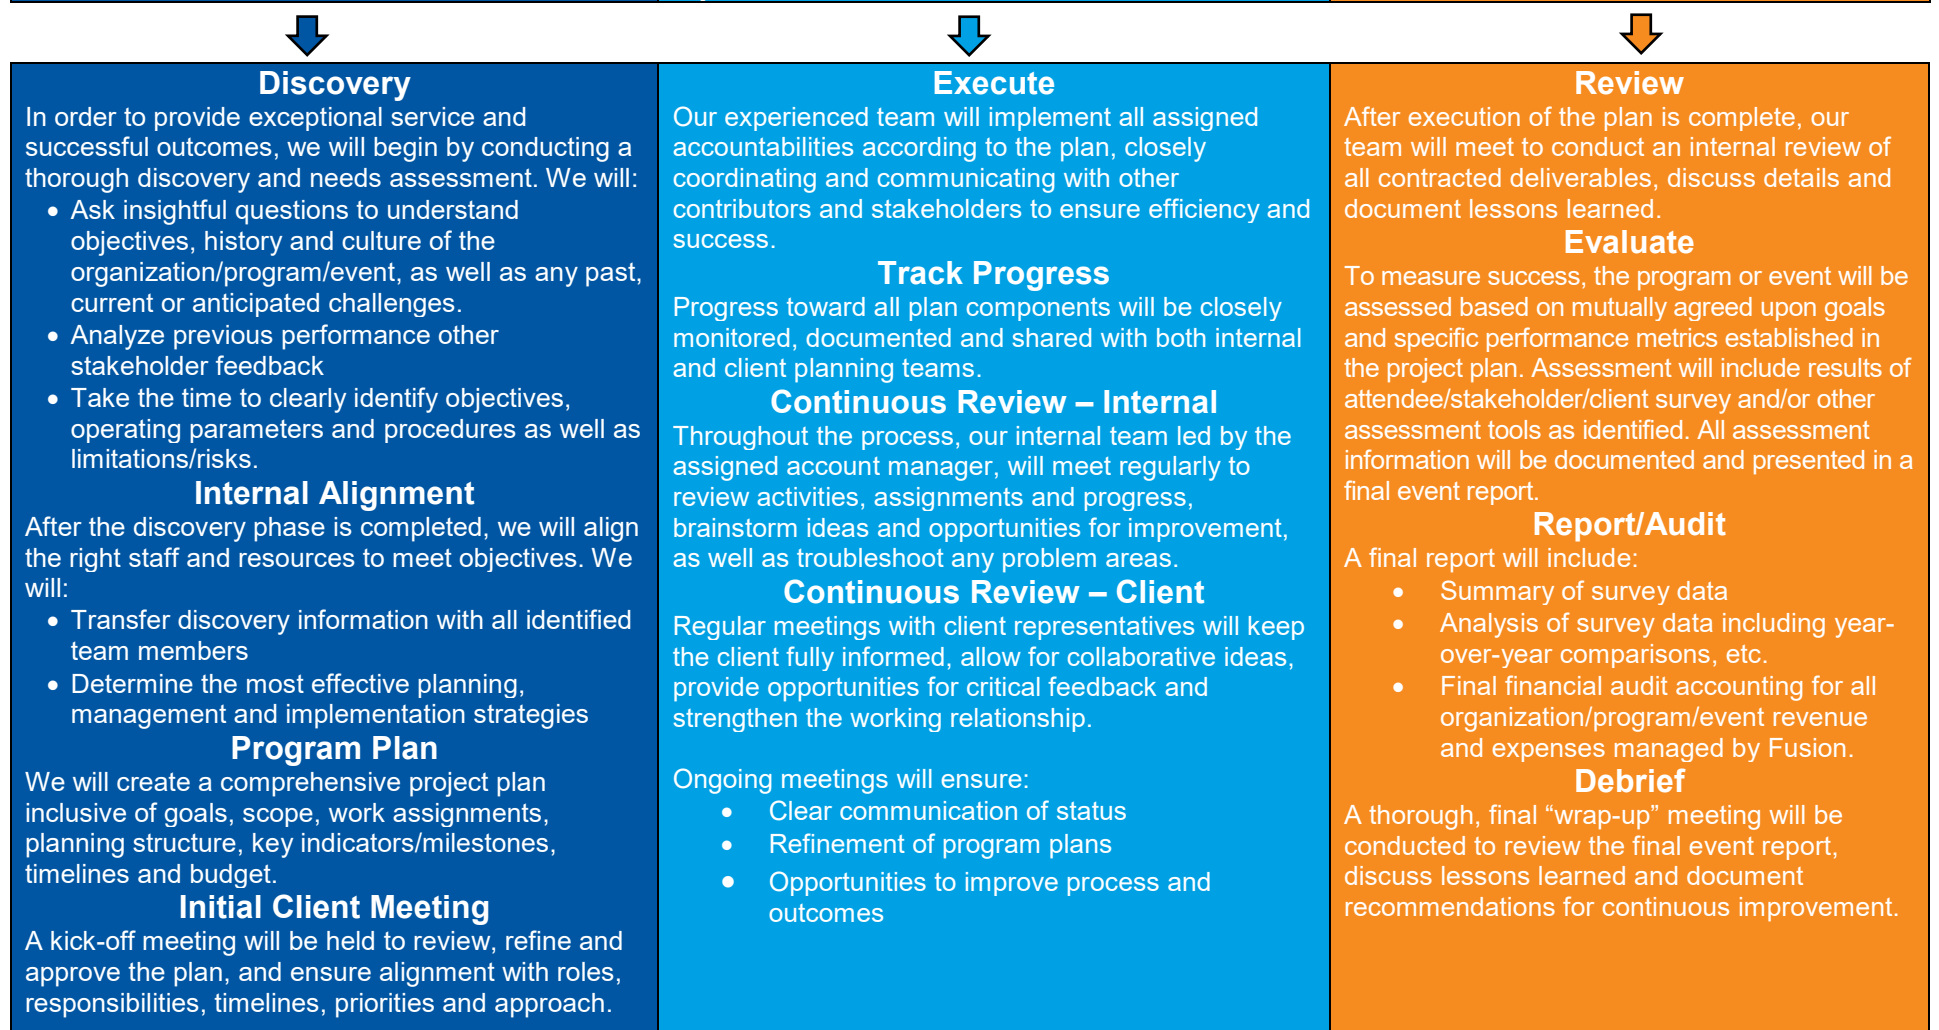 Discovery
In order to provide exceptional service and
successful outcomes, we will begin by conducting a
thorough discovery and needs assessment. We will:
• Ask insightful questions to understand
objectives, history and culture of the
organization/program/event, as well as any past,
current or anticipated challenges.
• Analyze previous performance other
stakeholder feedback
• Take the time to clearly identify objectives,
operating parameters and procedures as well as
limitations/risks.
Internal Alignment
After the discovery phase is completed, we will align
the right staff and resources to meet objectives. We
will:
• Transfer discovery information with all identified
team members
• Determine the most effective planning,
management and implementation strategies
Program Plan
We will create a comprehensive project plan
inclusive of goals, scope, work assignments,
planning structure, key indicators/milestones,
timelines and budget.
Initial Client Meeting
A kick-off meeting will be held to review, refine and
approve the plan, and ensure alignment with roles,
responsibilities, timelines, priorities and approach.
Execute
Our experienced team will implement all assigned
accountabilities according to the plan, closely
coordinating and communicating with other
contributors and stakeholders to ensure efficiency and
success.
Track Progress
Progress toward all plan components will be closely
monitored, documented and shared with both internal
and client planning teams.
Continuous Review – Internal
Throughout the process, our internal team led by the
assigned account manager, will meet regularly to
review activities, assignments and progress,
brainstorm ideas and opportunities for improvement,
as well as troubleshoot any problem areas.
Continuous Review – Client
Regular meetings with client representatives will keep
the client fully informed, allow for collaborative ideas,
provide opportunities for critical feedback and
strengthen the working relationship.
Ongoing meetings will ensure:
• Clear communication of status
• Refinement of program plans
• Opportunities to improve process and
outcomes
Review
After execution of the plan is complete, our
team will meet to conduct an internal review of
all contracted deliverables, discuss details and
document lessons learned.
Evaluate
To measure success, the program or event will be
assessed based on mutually agreed upon goals
and specific performance metrics established in
the project plan. Assessment will include results of
attendee/stakeholder/client survey and/or other
assessment tools as identified. All assessment
information will be documented and presented in a
final event report.
Report/Audit
A final report will include:
• Summary of survey data
• Analysis of survey data including year-
over-year comparisons, etc.
• Final financial audit accounting for all
organization/program/event revenue
and expenses managed by Fusion.
Debrief
A thorough, final “wrap-up” meeting will be
conducted to review the final event report,
discuss lessons learned and document
recommendations for continuous improvement.